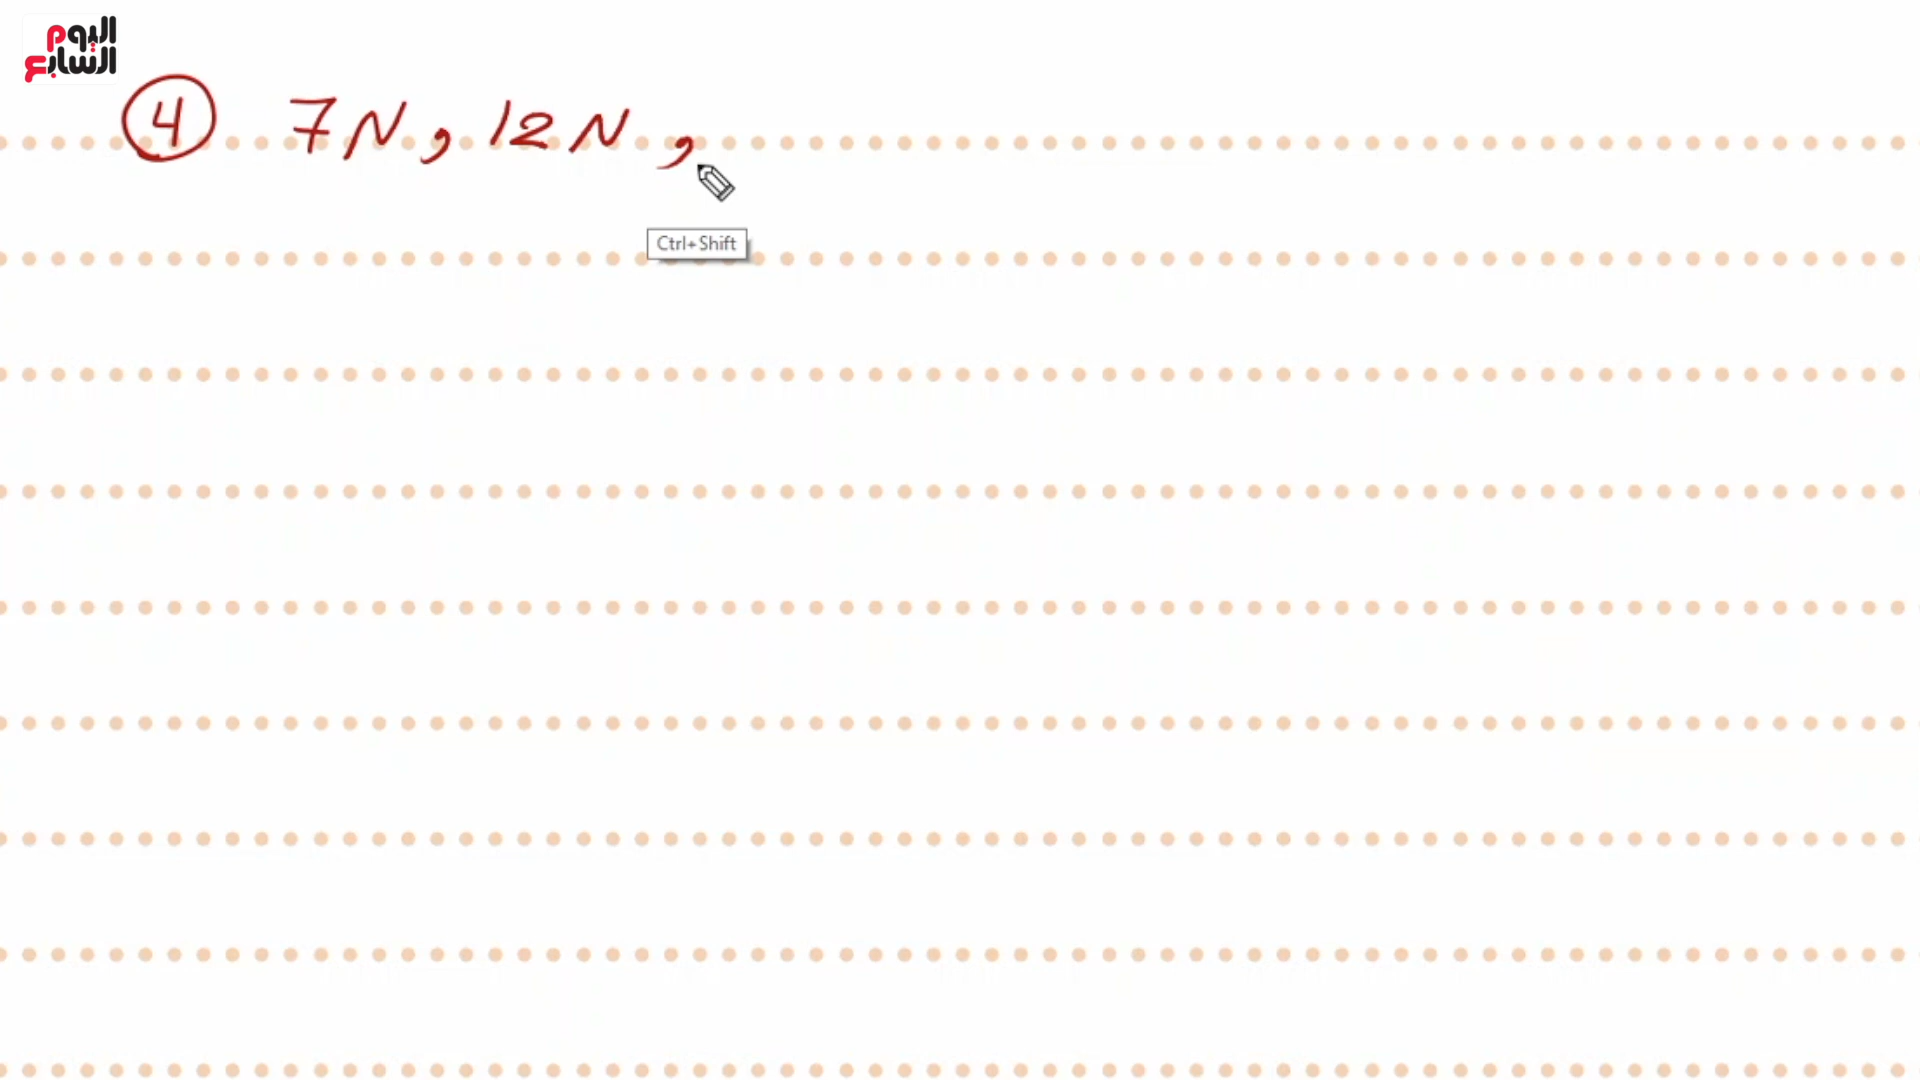 اليوم
السابع
④ 7N, 12N,
Ctrl+Shift